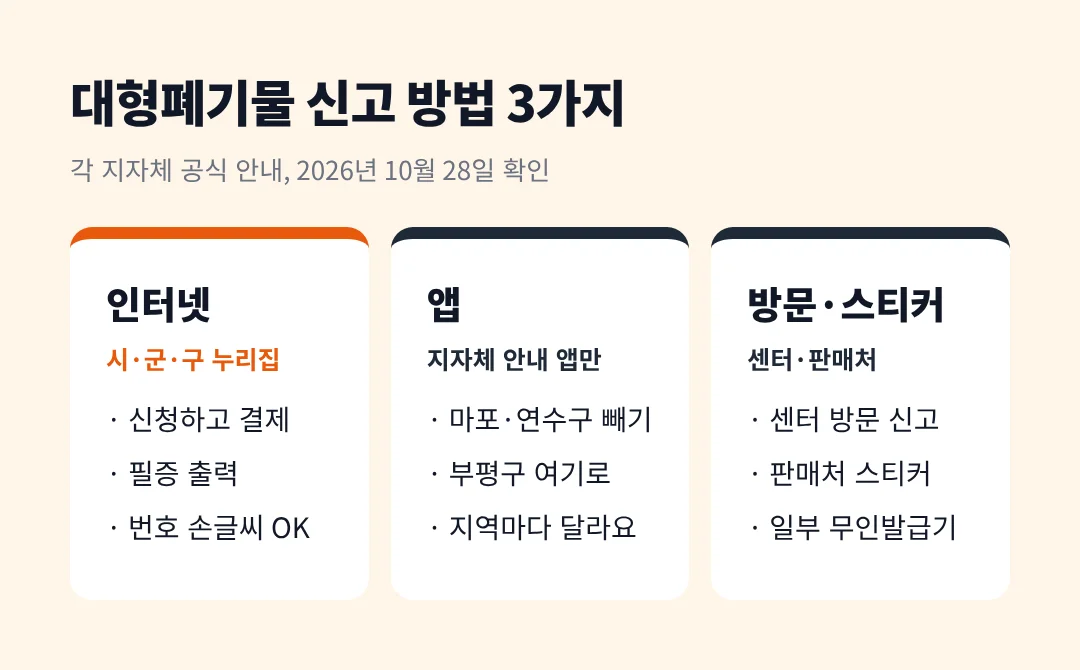 대형폐기물 신고 방법 3가지
각 지자체 공식 안내, 2026년 10월 28일 확인
인터넷
시·군·구 누리집
· 신청하고 결제
· 필증 출력
· 번호 손글씨 OK
앱
지자체 안내 앱만
· 마포·연수구 빼기
· 부평구 여기로
· 지역마다 달라요
방문·스티커
센터·판매처
· 센터 방문 신고
· 판매처 스티커
· 일부 무인발급기